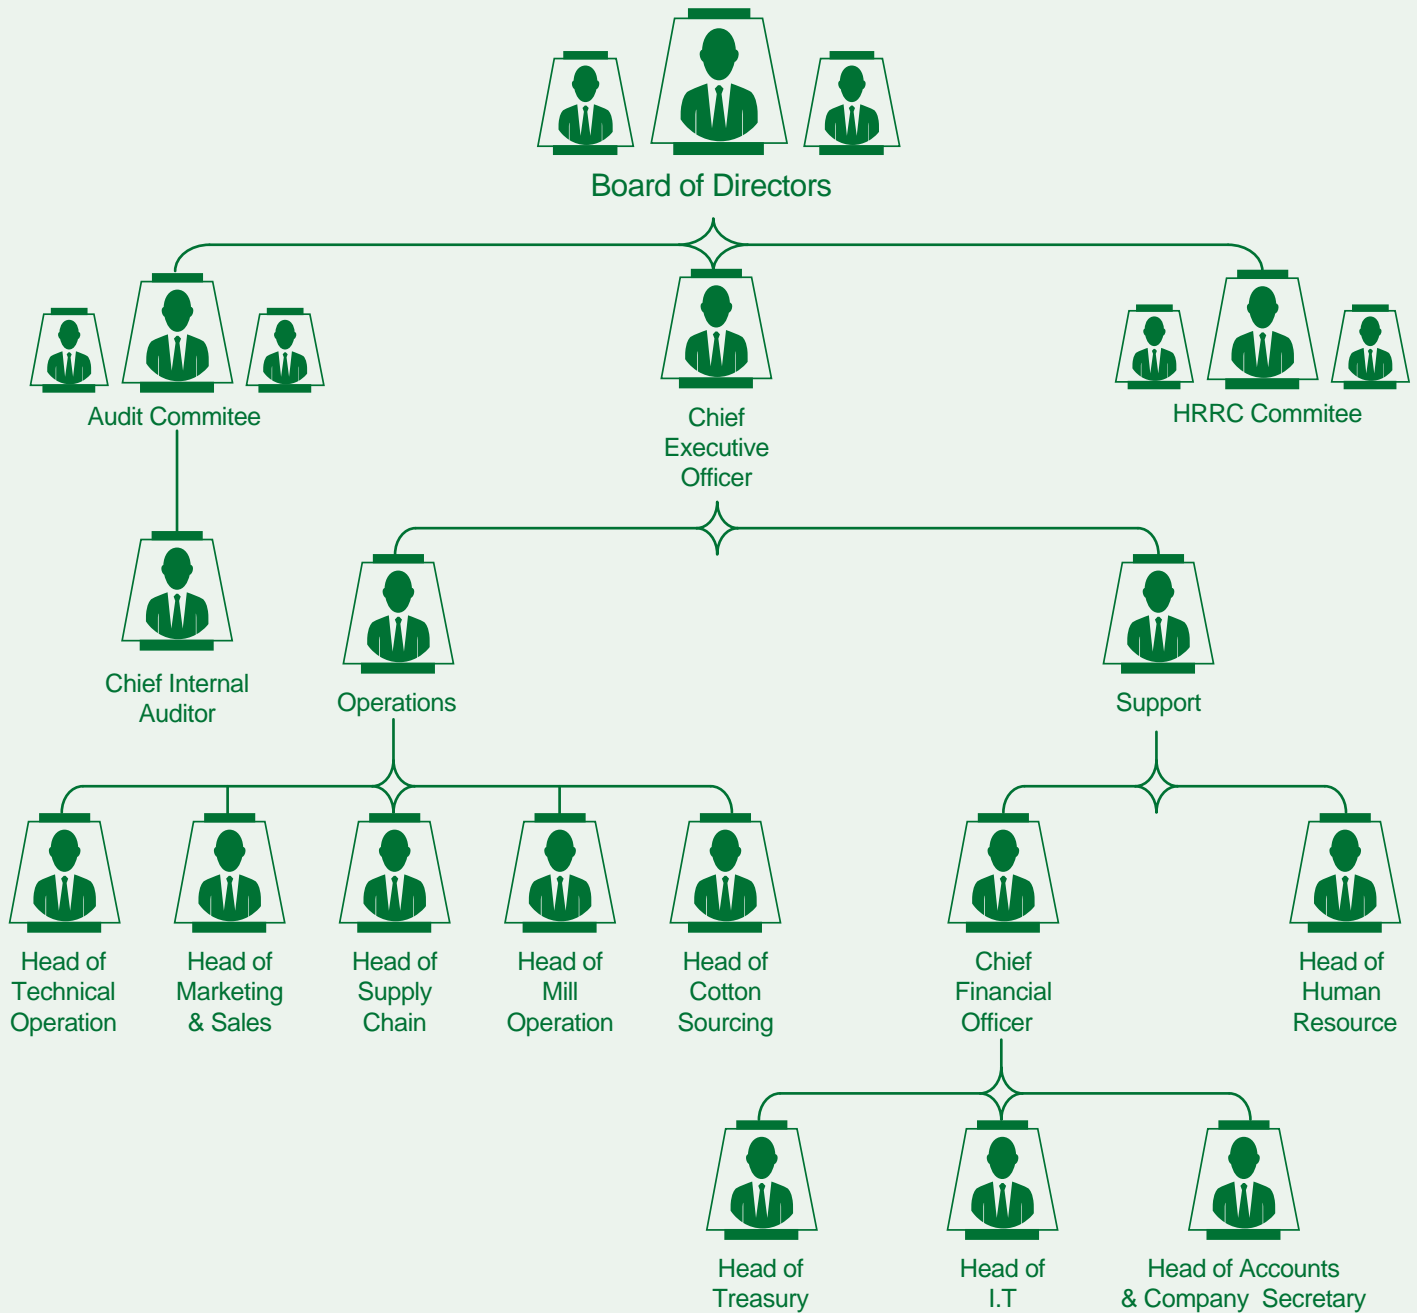 Board of Directors
Audit Commitee
Chief
Executive
Officer
HRRC Commitee
Chief Internal
Auditor
Operations
Support
Head of
Technical
Operation
Head of
Marketing
& Sales
Head of
Supply
Chain
Head of
Mill
Operation
Head of
Cotton
Sourcing
Chief
Financial
Officer
Head of
Human
Resource
Head of
Treasury
Head of
I.T
Head of Accounts
& Company Secretary